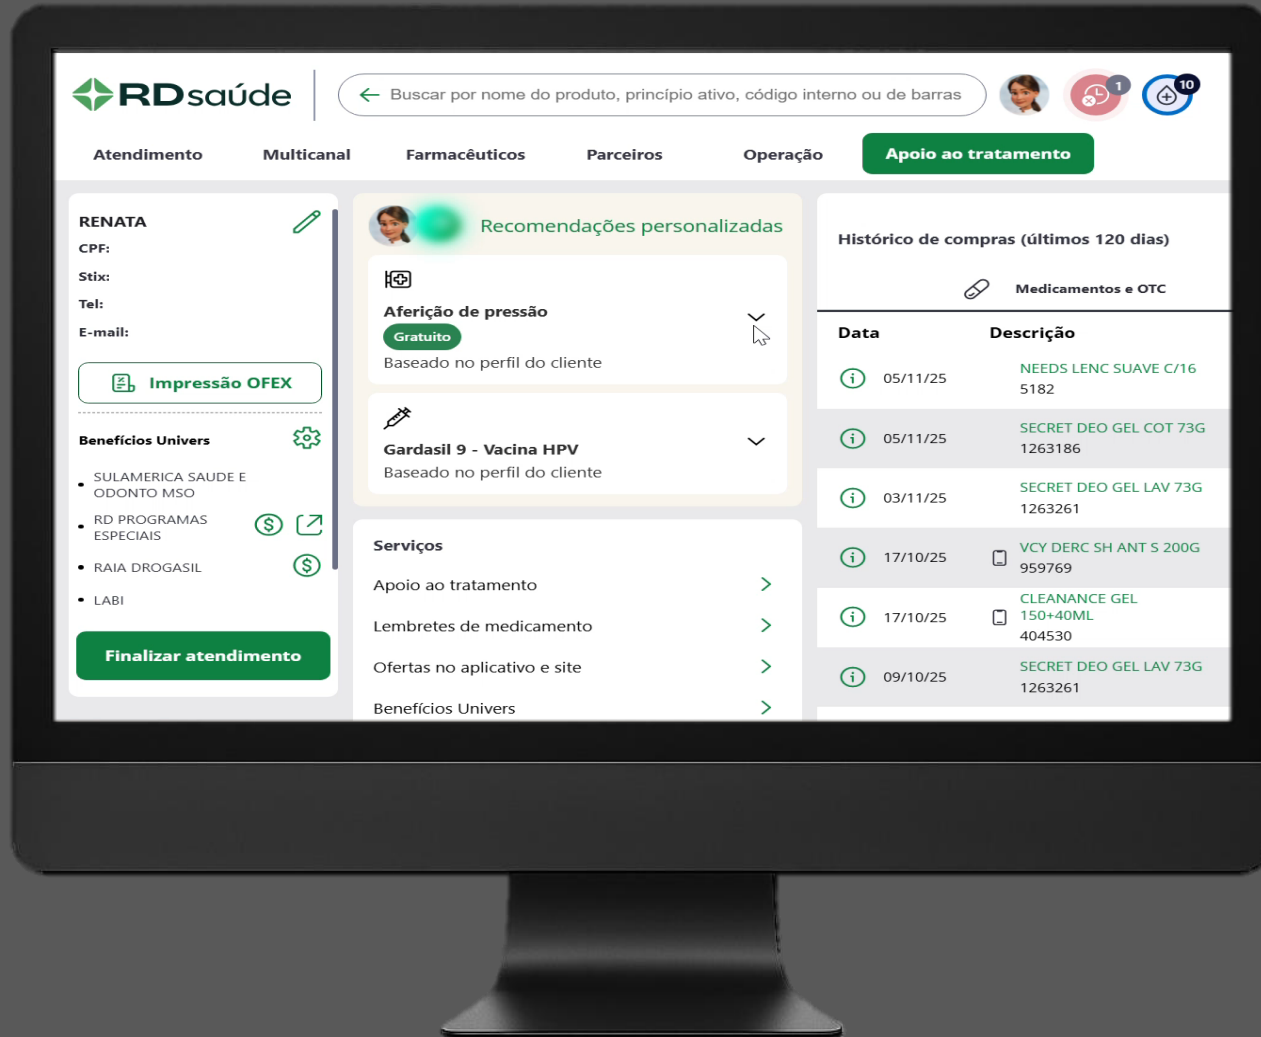 RDsaúde
Buscar por nome do produto, princípio ativo, código interno ou de barras
1
10
Atendimento
Multicanal
Farmacêuticos
Parceiros
Operação
Apoio ao tratamento
RENATA
CPF:
Stix:
Tel:
E-mail:
Impressão OFEX
Benefícios Univers
SULAMERICA SAUDE E
ODONTO MSO
RD PROGRAMAS
ESPECIAIS
RAIA DROGASIL
LABI
Finalizar atendimento
Recomendações personalizadas
Aferição de pressão
Gratuito
Baseado no perfil do cliente
Gardasil 9 - Vacina HPV
Baseado no perfil do cliente
Serviços
Apoio ao tratamento
Lembretes de medicamento
Ofertas no aplicativo e site
Benefícios Univers
Histórico de compras (últimos 120 dias)
Medicamentos e OTC
Data Descrição
05/11/25 NEEDS LENC SUAVE C/16
5182
05/11/25 SECRET DEO GEL COT 73G
1263186
03/11/25 SECRET DEO GEL LAV 73G
1263261
17/10/25 VCY DERC SH ANT S 200G
959769
17/10/25 CLEANANCE GEL
150+40ML
404530
09/10/25 SECRET DEO GEL LAV 73G
1263261